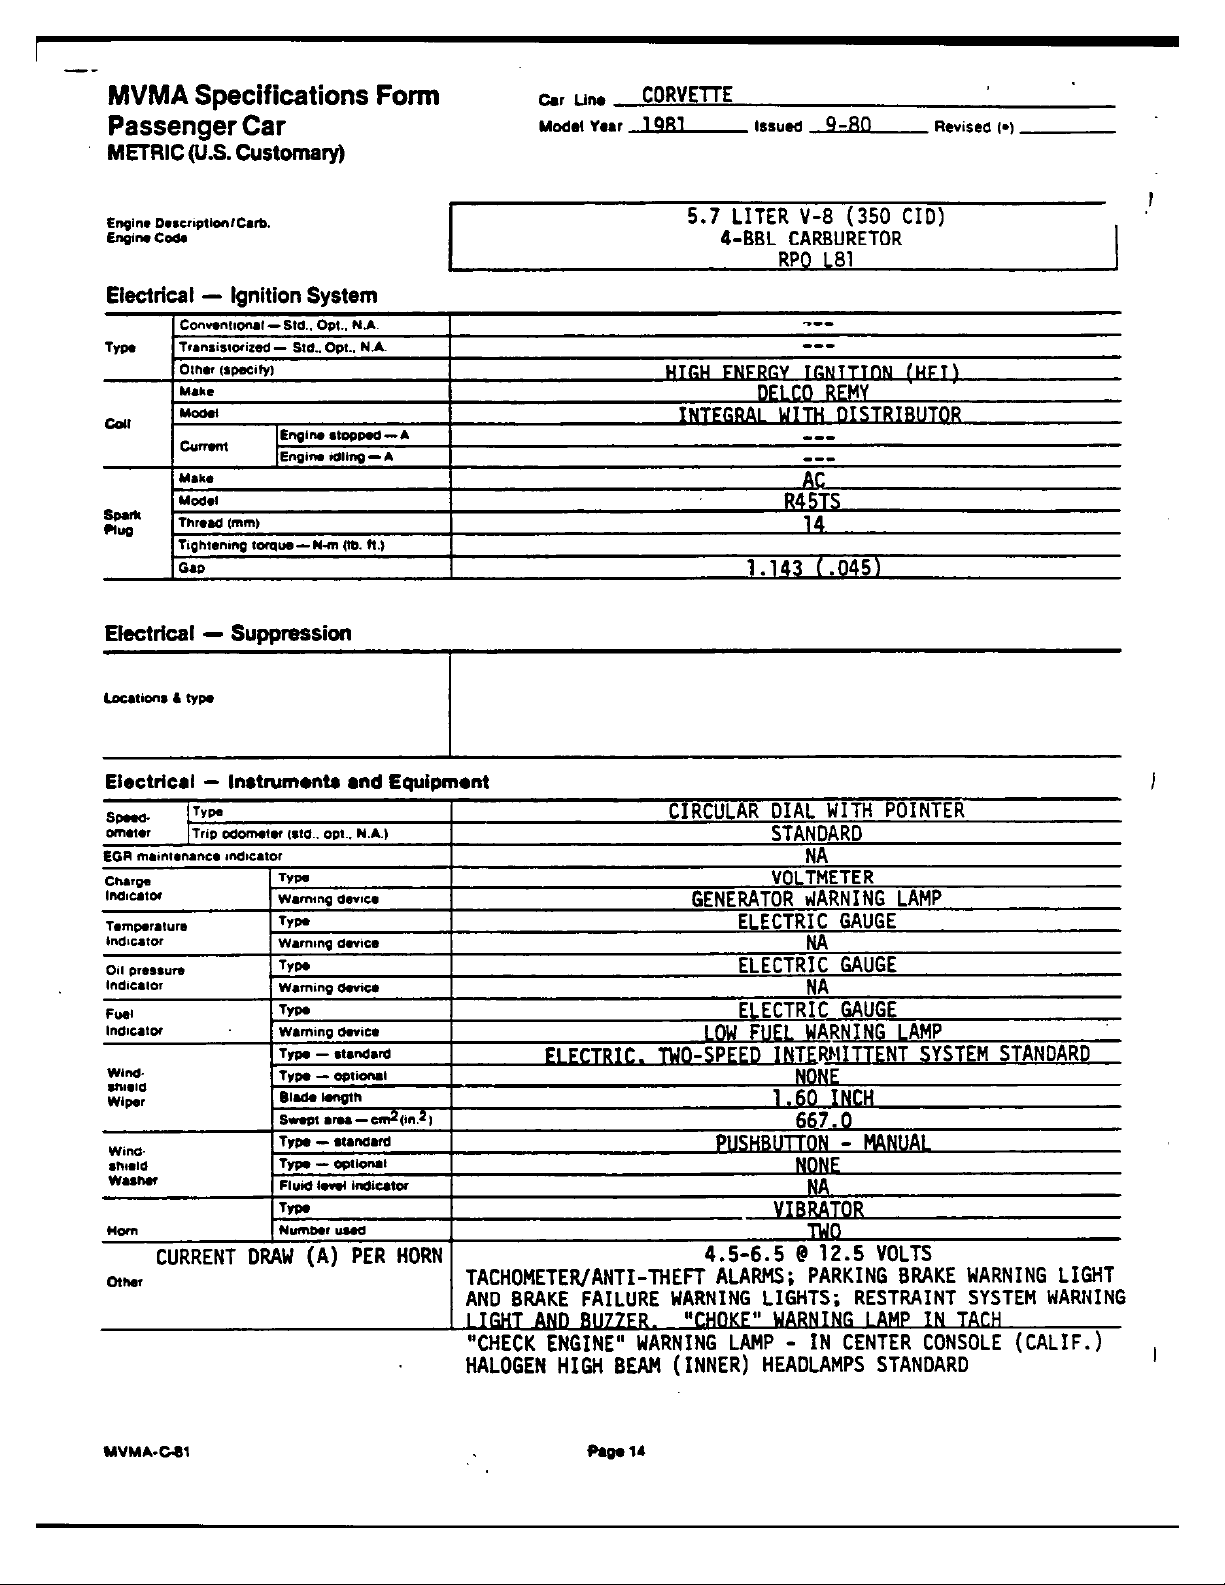 MVMA Specifications Form
Passenger Car
METRIC (U.S. Customary)
Car Line CORVETTE
Model Year 1981 Issued 9-80 Revised (•)
Engine Description/Carb.
Engine Code
5.7 LITER V-8 (350 CID)
4-BBL CARBURETOR
RPO L81
Electrical — Ignition System
Type
Conventional — Std., Opt., N.A. ---
Transistorized — Std., Opt., N.A. ---
Other (specify) HIGH ENERGY IGNITION (HEI)
Coil
Make DELCO REMY
Model INTEGRAL WITH DISTRIBUTOR
Current
Engine stopped — A ---
Engine idling — A ---
Spark
Plug
Make AC
Model R45TS
Thread (mm) 14
Tightening torque — N-m (lb. ft.)
Gap 1.143 (.045)
Electrical — Suppression
Locations & type
Electrical — Instruments and Equipment
Speed-
ometer
Type CIRCULAR DIAL WITH POINTER
Trip odometer (std., opt., N.A.) STANDARD
EGR maintenance indicator NA
Charge
Indicator
Type VOLTMETER
Warning device GENERATOR WARNING LAMP
Temperature
Indicator
Type ELECTRIC GAUGE
Warning device NA
Oil pressure
Indicator
Type ELECTRIC GAUGE
Warning device NA
Fuel
Indicator
Type ELECTRIC GAUGE
Warning device LOW FUEL WARNING LAMP
Wind-
shield
Wiper
Type — standard ELECTRIC. TWO-SPEED INTERMITTENT SYSTEM STANDARD
Type — optional NONE
Blade length 1.60 INCH
Swept area — cm2 (in.2) 667.0
Wind-
shield
Washer
Type — standard PUSHBUTTON - MANUAL
Type — optional NONE
Fluid level indicator NA
Horn
Type VIBRATOR
Number used TWO
CURRENT DRAW (A) PER HORN 4.5-6.5 @ 12.5 VOLTS
Other
TACHOMETER/ANTI-THEFT ALARMS; PARKING BRAKE WARNING LIGHT
AND BRAKE FAILURE WARNING LIGHTS; RESTRAINT SYSTEM WARNING
LIGHT AND BUZZER. "CHOKE" WARNING LAMP IN TACH
"CHECK ENGINE" WARNING LAMP - IN CENTER CONSOLE (CALIF.)
HALOGEN HIGH BEAM (INNER) HEADLAMPS STANDARD
MVMA-C-81
Page 14